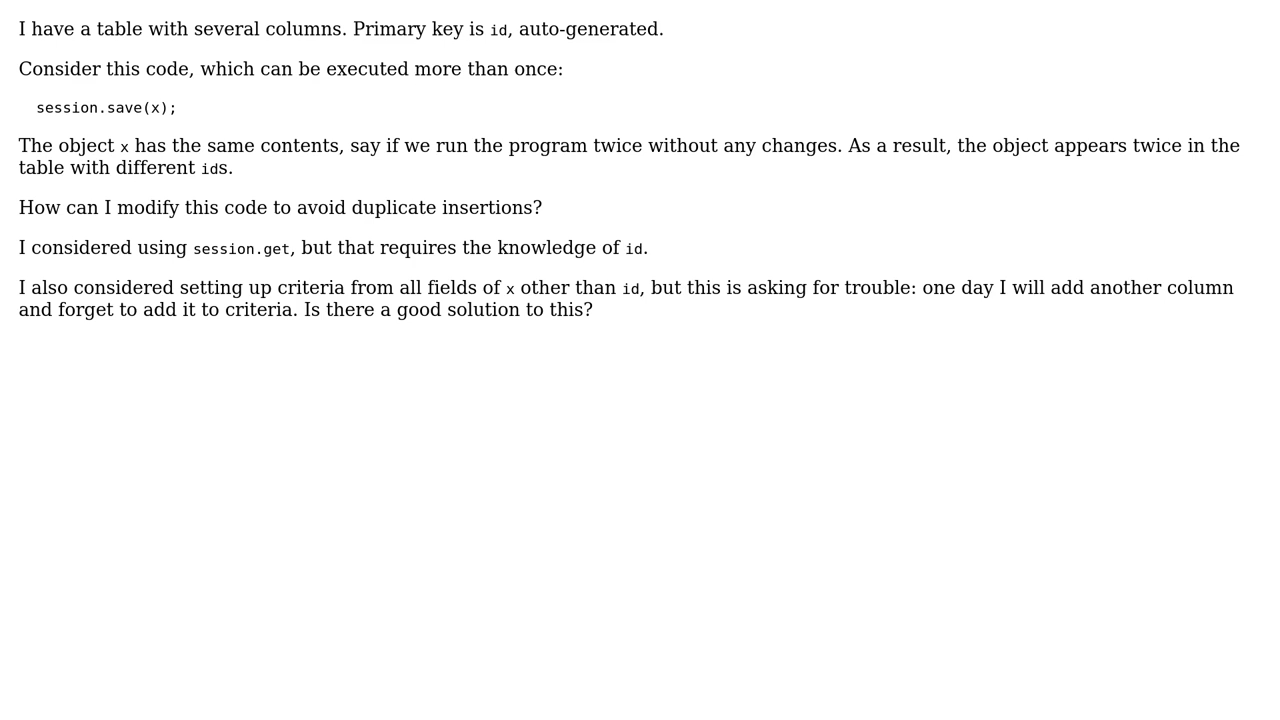 I have a table with several columns. Primary key is id, auto-generated.
Consider this code, which can be executed more than once:
session.save(x);
The object x has the same contents, say if we run the program twice without any changes. As a result, the object appears twice in the
table with different ids.
How can I modify this code to avoid duplicate insertions?
I considered using session.get, but that requires the knowledge of id.
I also considered setting up criteria from all fields of x other than id, but this is asking for trouble: one day I will add another column
and forget to add it to criteria. Is there a good solution to this?